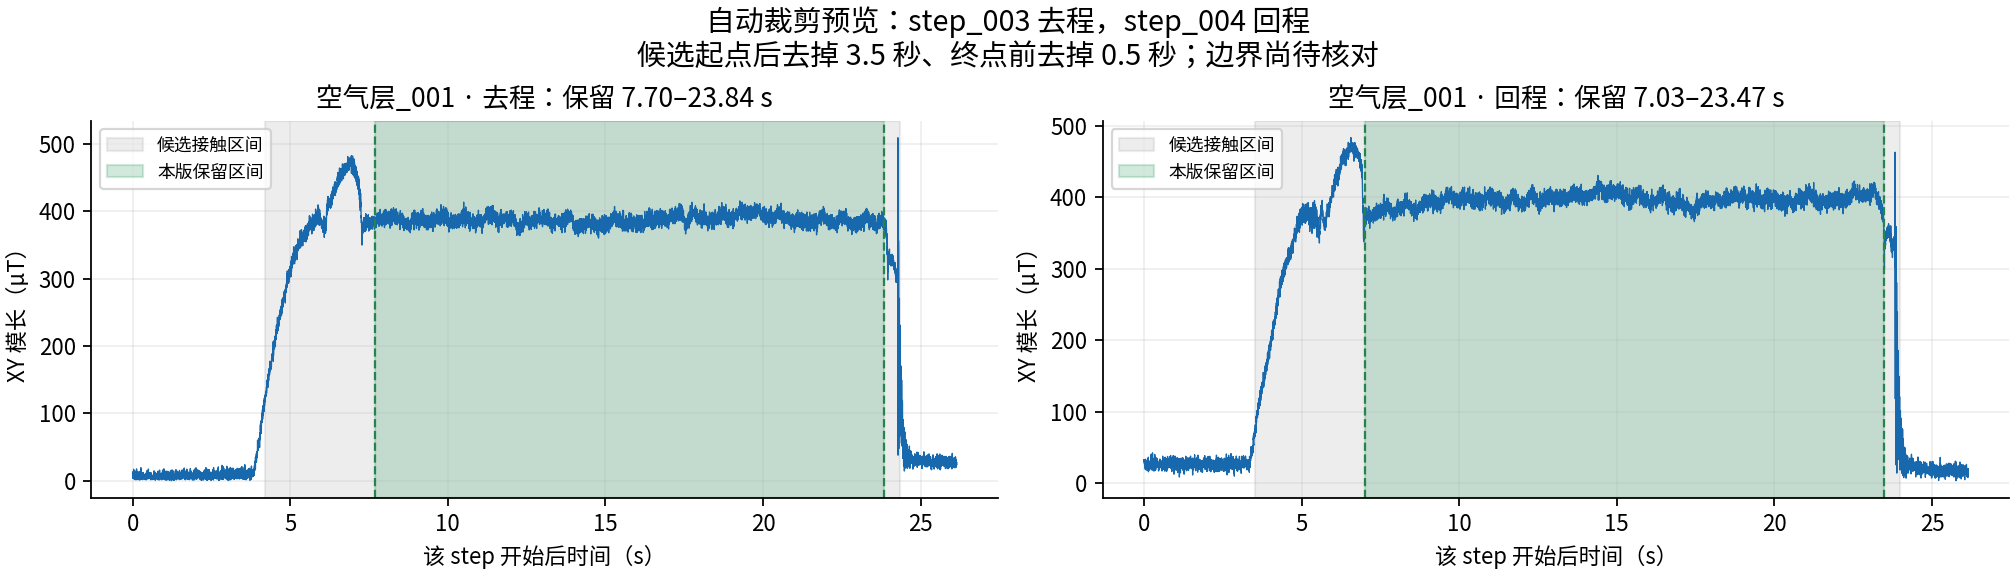 自动裁剪预览：step_003 去程，step_004 回程
候选起点后去掉 3.5 秒、终点前去掉 0.5 秒；边界尚待核对
空气层_001 · 去程：保留 7.70–23.84 s
候选接触区间
本版保留区间
XY 模长（μT）
500
400
300
200
100
0
0 5 10 15 20 25
该 step 开始后时间（s）
空气层_001 · 回程：保留 7.03–23.47 s
候选接触区间
本版保留区间
XY 模长（μT）
500
400
300
200
100
0
0 5 10 15 20 25
该 step 开始后时间（s）